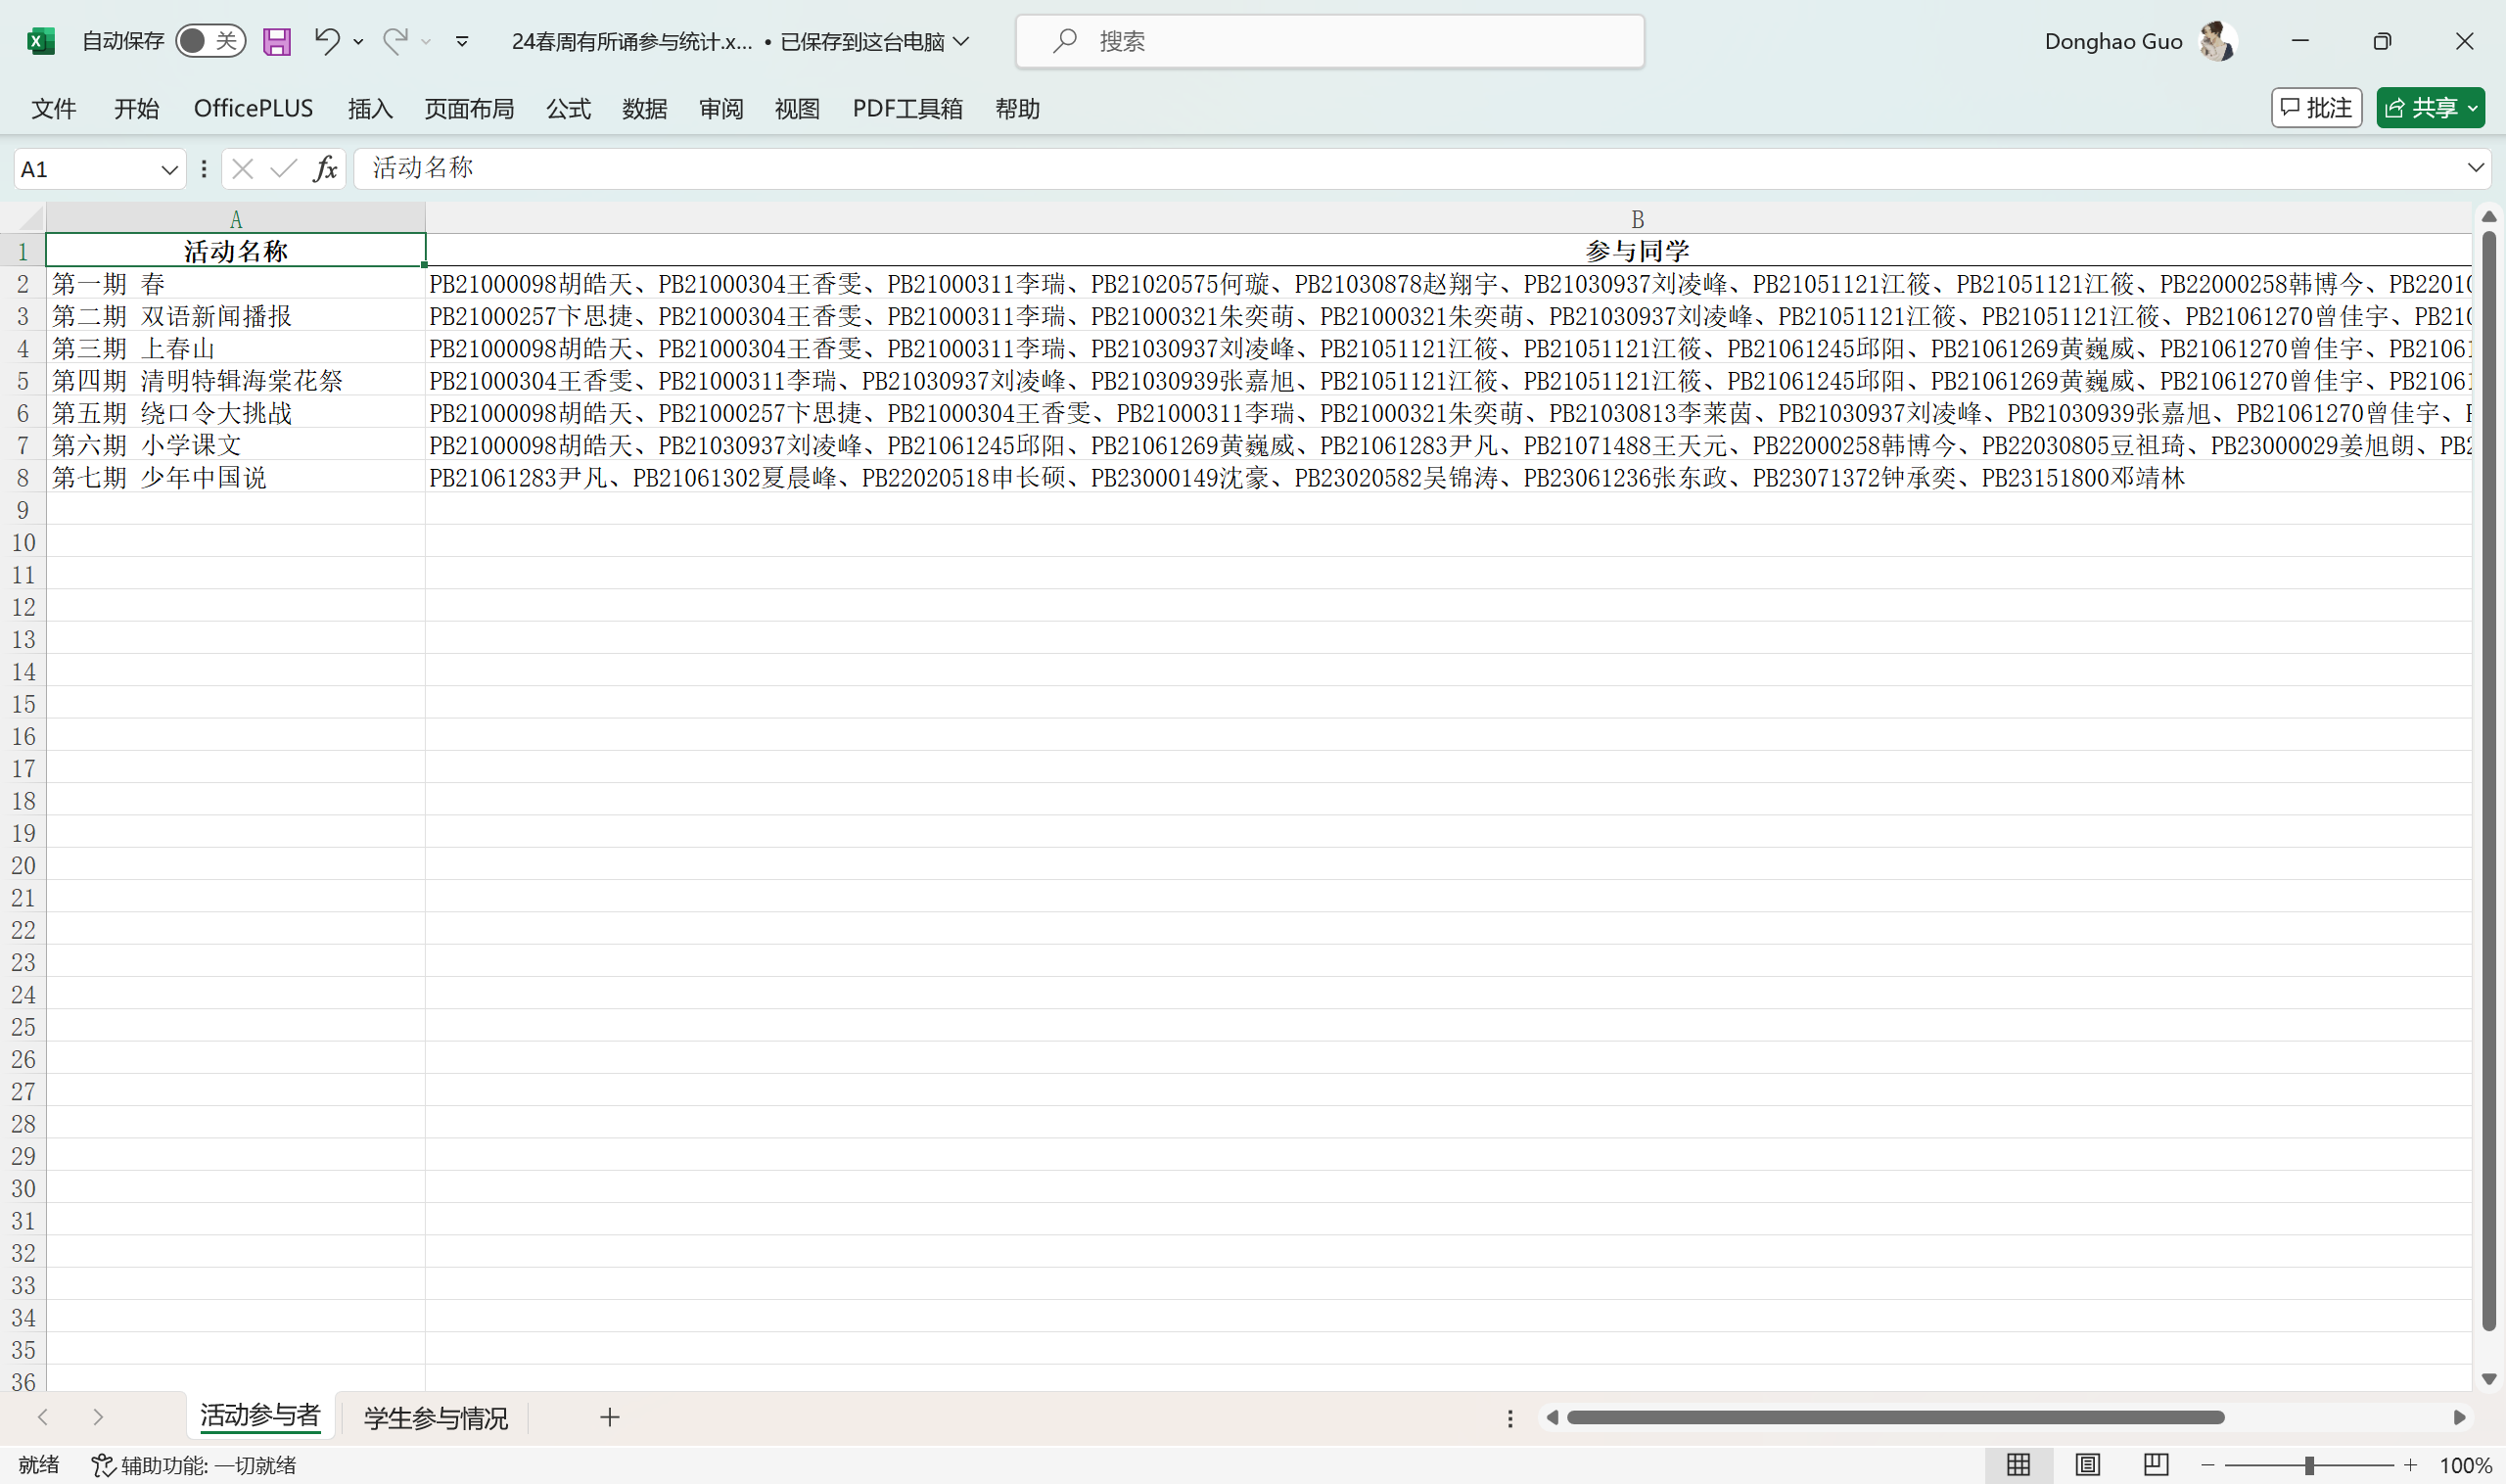 自动保存 关 24春周有所诵参与统计.x... • 已保存到这台电脑 搜索 Donghao Guo
文件 开始 OfficePLUS 插入 页面布局 公式 数据 审阅 视图 PDF工具箱 帮助 批注 共享
A1 fx 活动名称
A B
1 活动名称 参与同学
2 第一期 春 PB21000098胡皓天、PB21000304王香雯、PB21000311李瑞、PB21020575何璇、PB21030878赵翔宇、PB21030937刘凌峰、PB21051121江筱、PB21051121江筱、PB22000258韩博今、PB22010
3 第二期 双语新闻播报 PB21000257卞思捷、PB21000304王香雯、PB21000311李瑞、PB21000321朱奕萌、PB21000321朱奕萌、PB21030937刘凌峰、PB21051121江筱、PB21051121江筱、PB21061270曾佳宇、PB210
4 第三期 上春山 PB21000098胡皓天、PB21000304王香雯、PB21000311李瑞、PB21030937刘凌峰、PB21051121江筱、PB21051121江筱、PB21061245邱阳、PB21061269黄巍威、PB21061270曾佳宇、PB21061
5 第四期 清明特辑海棠花祭 PB21000304王香雯、PB21000311李瑞、PB21030937刘凌峰、PB21030939张嘉旭、PB21051121江筱、PB21051121江筱、PB21061245邱阳、PB21061269黄巍威、PB21061270曾佳宇、PB21061
6 第五期 绕口令大挑战 PB21000098胡皓天、PB21000257卞思捷、PB21000304王香雯、PB21000311李瑞、PB21000321朱奕萌、PB21030813李莱茵、PB21030937刘凌峰、PB21030939张嘉旭、PB21061270曾佳宇、
7 第六期 小学课文 PB21000098胡皓天、PB21030937刘凌峰、PB21061245邱阳、PB21061269黄巍威、PB21061283尹凡、PB21071488王天元、PB22000258韩博今、PB22030805豆祖琦、PB23000029姜旭朗、PB2
8 第七期 少年中国说 PB21061283尹凡、PB21061302夏晨峰、PB22020518申长硕、PB23000149沈豪、PB23020582吴锦涛、PB23061236张东政、PB23071372钟承奕、PB23151800邓靖林
9
10
11
12
13
14
15
16
17
18
19
20
21
22
23
24
25
26
27
28
29
30
31
32
33
34
35
36
活动参与者 学生参与情况
就绪 辅助功能: 一切就绪 100%